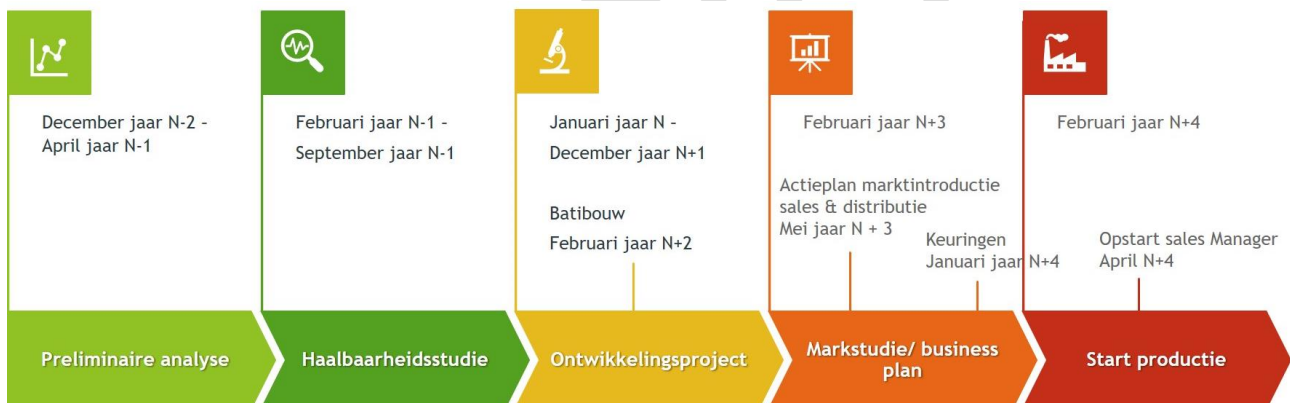 December jaar N-2 –
April jaar N-1
Februari jaar N-1 –
September jaar N-1
Januari jaar N –
December jaar N+1
Batibouw
Februari jaar N+2
Februari jaar N+3
Actieplan marktintroductie
sales & distributie
Mei jaar N + 3
Keuringen
Januari jaar N+4
Februari jaar N+4
Opstart sales Manager
April N+4
Preliminaire analyse
Haalbaarheidsstudie
Ontwikkelingsproject
Markstudie/ business
plan
Start productie